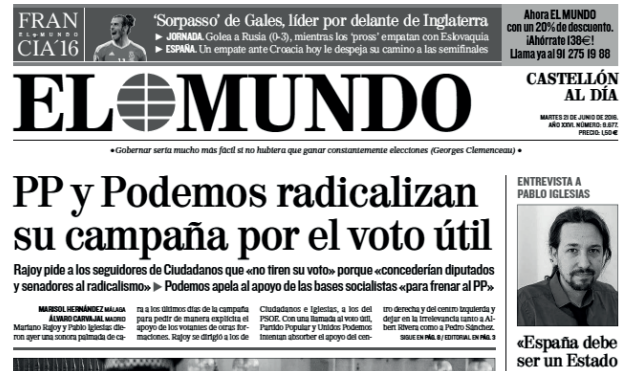 FRAN
EL MUNDO
CIA'16
'Sorpasso' de Gales, líder por delante de Inglaterra
► JORNADA. Golea a Rusia (0-3), mientras los 'pross' empatan con Eslovaquia
► ESPAÑA. Un empate ante Croacia hoy le despeja su camino a las semifinales
Ahora EL MUNDO
con un 20% de descuento.
¡Ahórrate 138€!
Llama ya al 91 275 19 88
EL MUNDO
CASTELLÓN
AL DÍA
MARTES 21 DE JUNIO DE 2016.
AÑO XXVI. NÚMERO: 9.677.
PRECIO: 1,50 €
• Gobernar sería mucho más fácil si no hubiera que ganar constantemente elecciones (Georges Clemenceau) •
PP y Podemos radicalizan
su campaña por el voto útil
Rajoy pide a los seguidores de Ciudadanos que «no tiren su voto» porque «concederían diputados
y senadores al radicalismo» ► Podemos apela al apoyo de las bases socialistas «para frenar al PP»
MARISOL HERNÁNDEZ MÁLAGA
ÁLVARO CARVAJAL MADRID
Mariano Rajoy y Pablo Iglesias die-
ron ayer una sonora palmada de ca-
ra a los últimos días de la campaña
para pedir de manera explícita el
apoyo de los votantes de otras for-
maciones. Rajoy se dirigió a los de
Ciudadanos e Iglesias, a los del
PSOE. Con una llamada al voto útil,
Partido Popular y Unidos Podemos
intentan absorber el apoyo del cen-
tro derecha y del centro izquierda y
dejar en la irrelevancia tanto a Al-
bert Rivera como a Pedro Sánchez.
SIGUE EN PÁG. 8 / EDITORIAL EN PÁG. 3
ENTREVISTA A
PABLO IGLESIAS
«España debe
ser un Estado